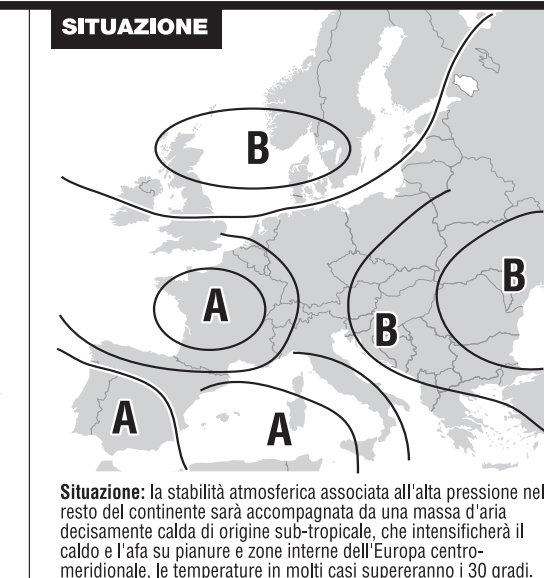 SITUAZIONE
B
A
B
B
A
A
Situazione: la stabilità atmosferica associata all'alta pressione nel
resto del continente sarà accompagnata da una massa d'aria
decisamente calda di origine sub-tropicale, che intensificherà il
caldo e l'afa su pianure e zone interne dell'Europa centro-
meridionale, le temperature in molti casi supereranno i 30 gradi.